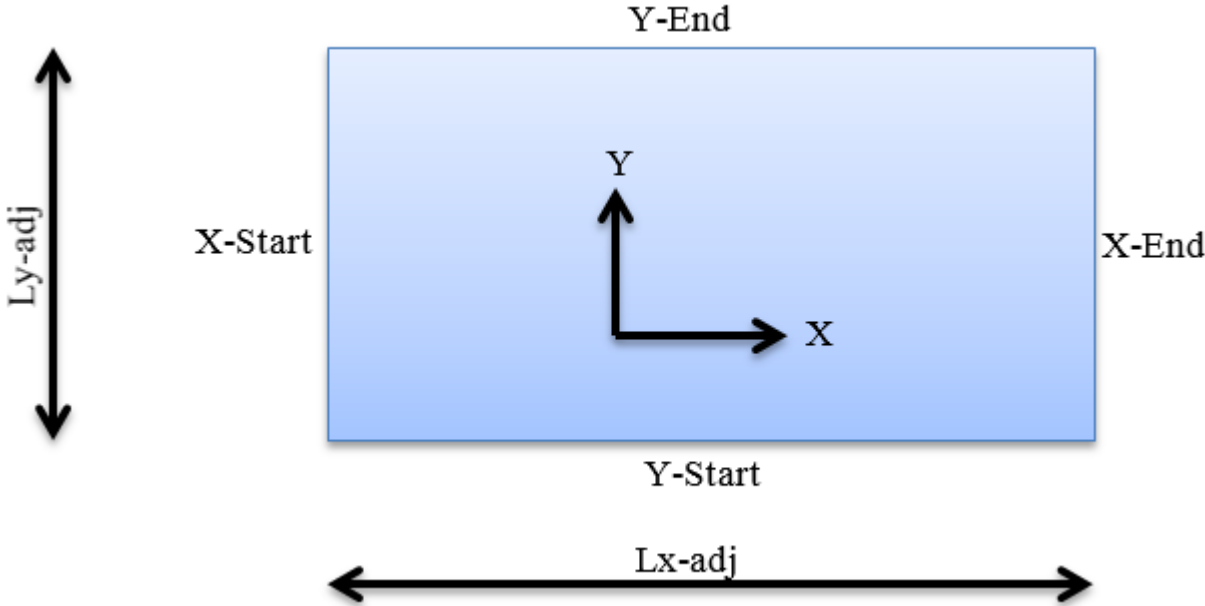 Y-End
Y
X-Start
X-End
Ly-adj
X
Y-Start
Lx-adj